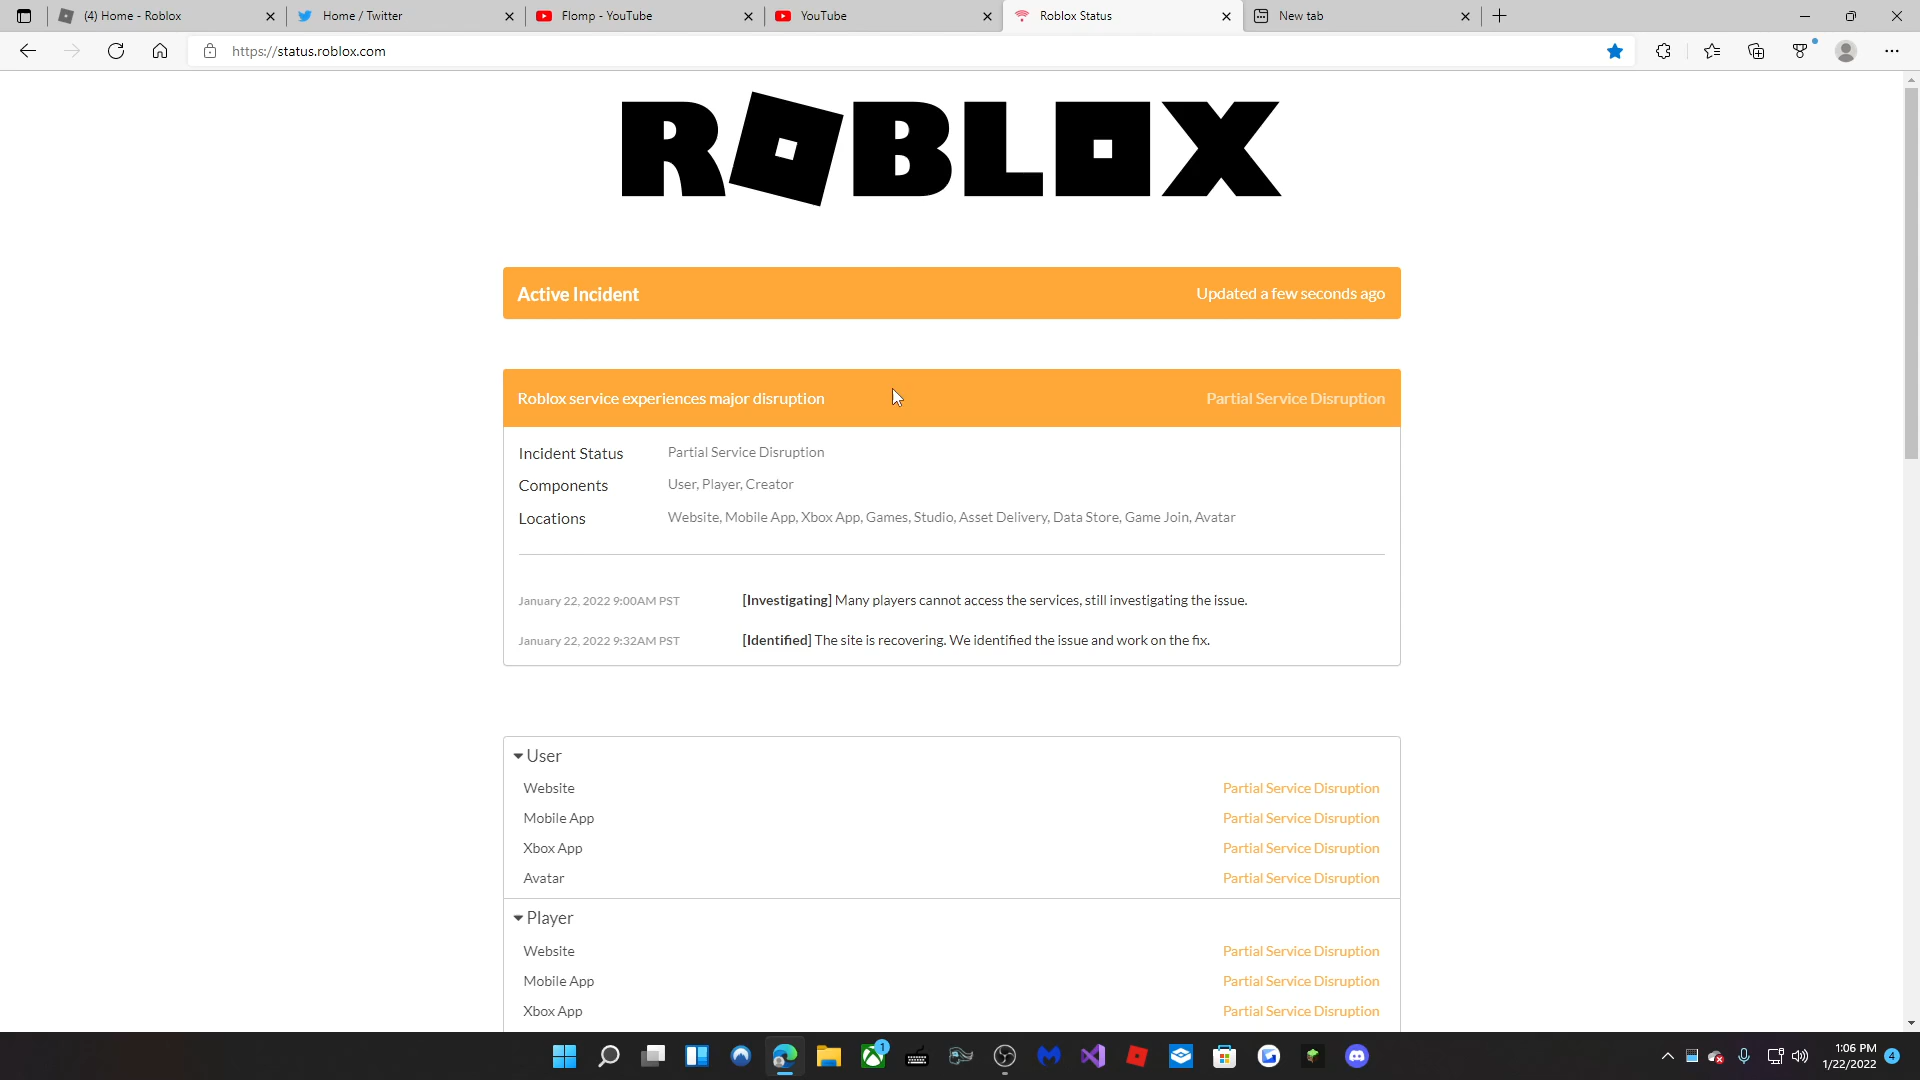 (4) Home - Roblox
Home / Twitter
Flomp - YouTube
YouTube
Roblox Status
New tab
https://status.roblox.com
ROBLOX
Active Incident
Updated a few seconds ago
Roblox service experiences major disruption
Partial Service Disruption
Incident Status
Partial Service Disruption
Components
User, Player, Creator
Locations
Website, Mobile App, Xbox App, Games, Studio, Asset Delivery, Data Store, Game Join, Avatar
January 22, 2022 9:00AM PST
[Investigating] Many players cannot access the services, still investigating the issue.
January 22, 2022 9:32AM PST
[Identified] The site is recovering. We identified the issue and work on the fix.
User
Website
Partial Service Disruption
Mobile App
Partial Service Disruption
Xbox App
Partial Service Disruption
Avatar
Partial Service Disruption
Player
Website
Partial Service Disruption
Mobile App
Partial Service Disruption
Xbox App
Partial Service Disruption
1
1:06 PM
1/22/2022
4